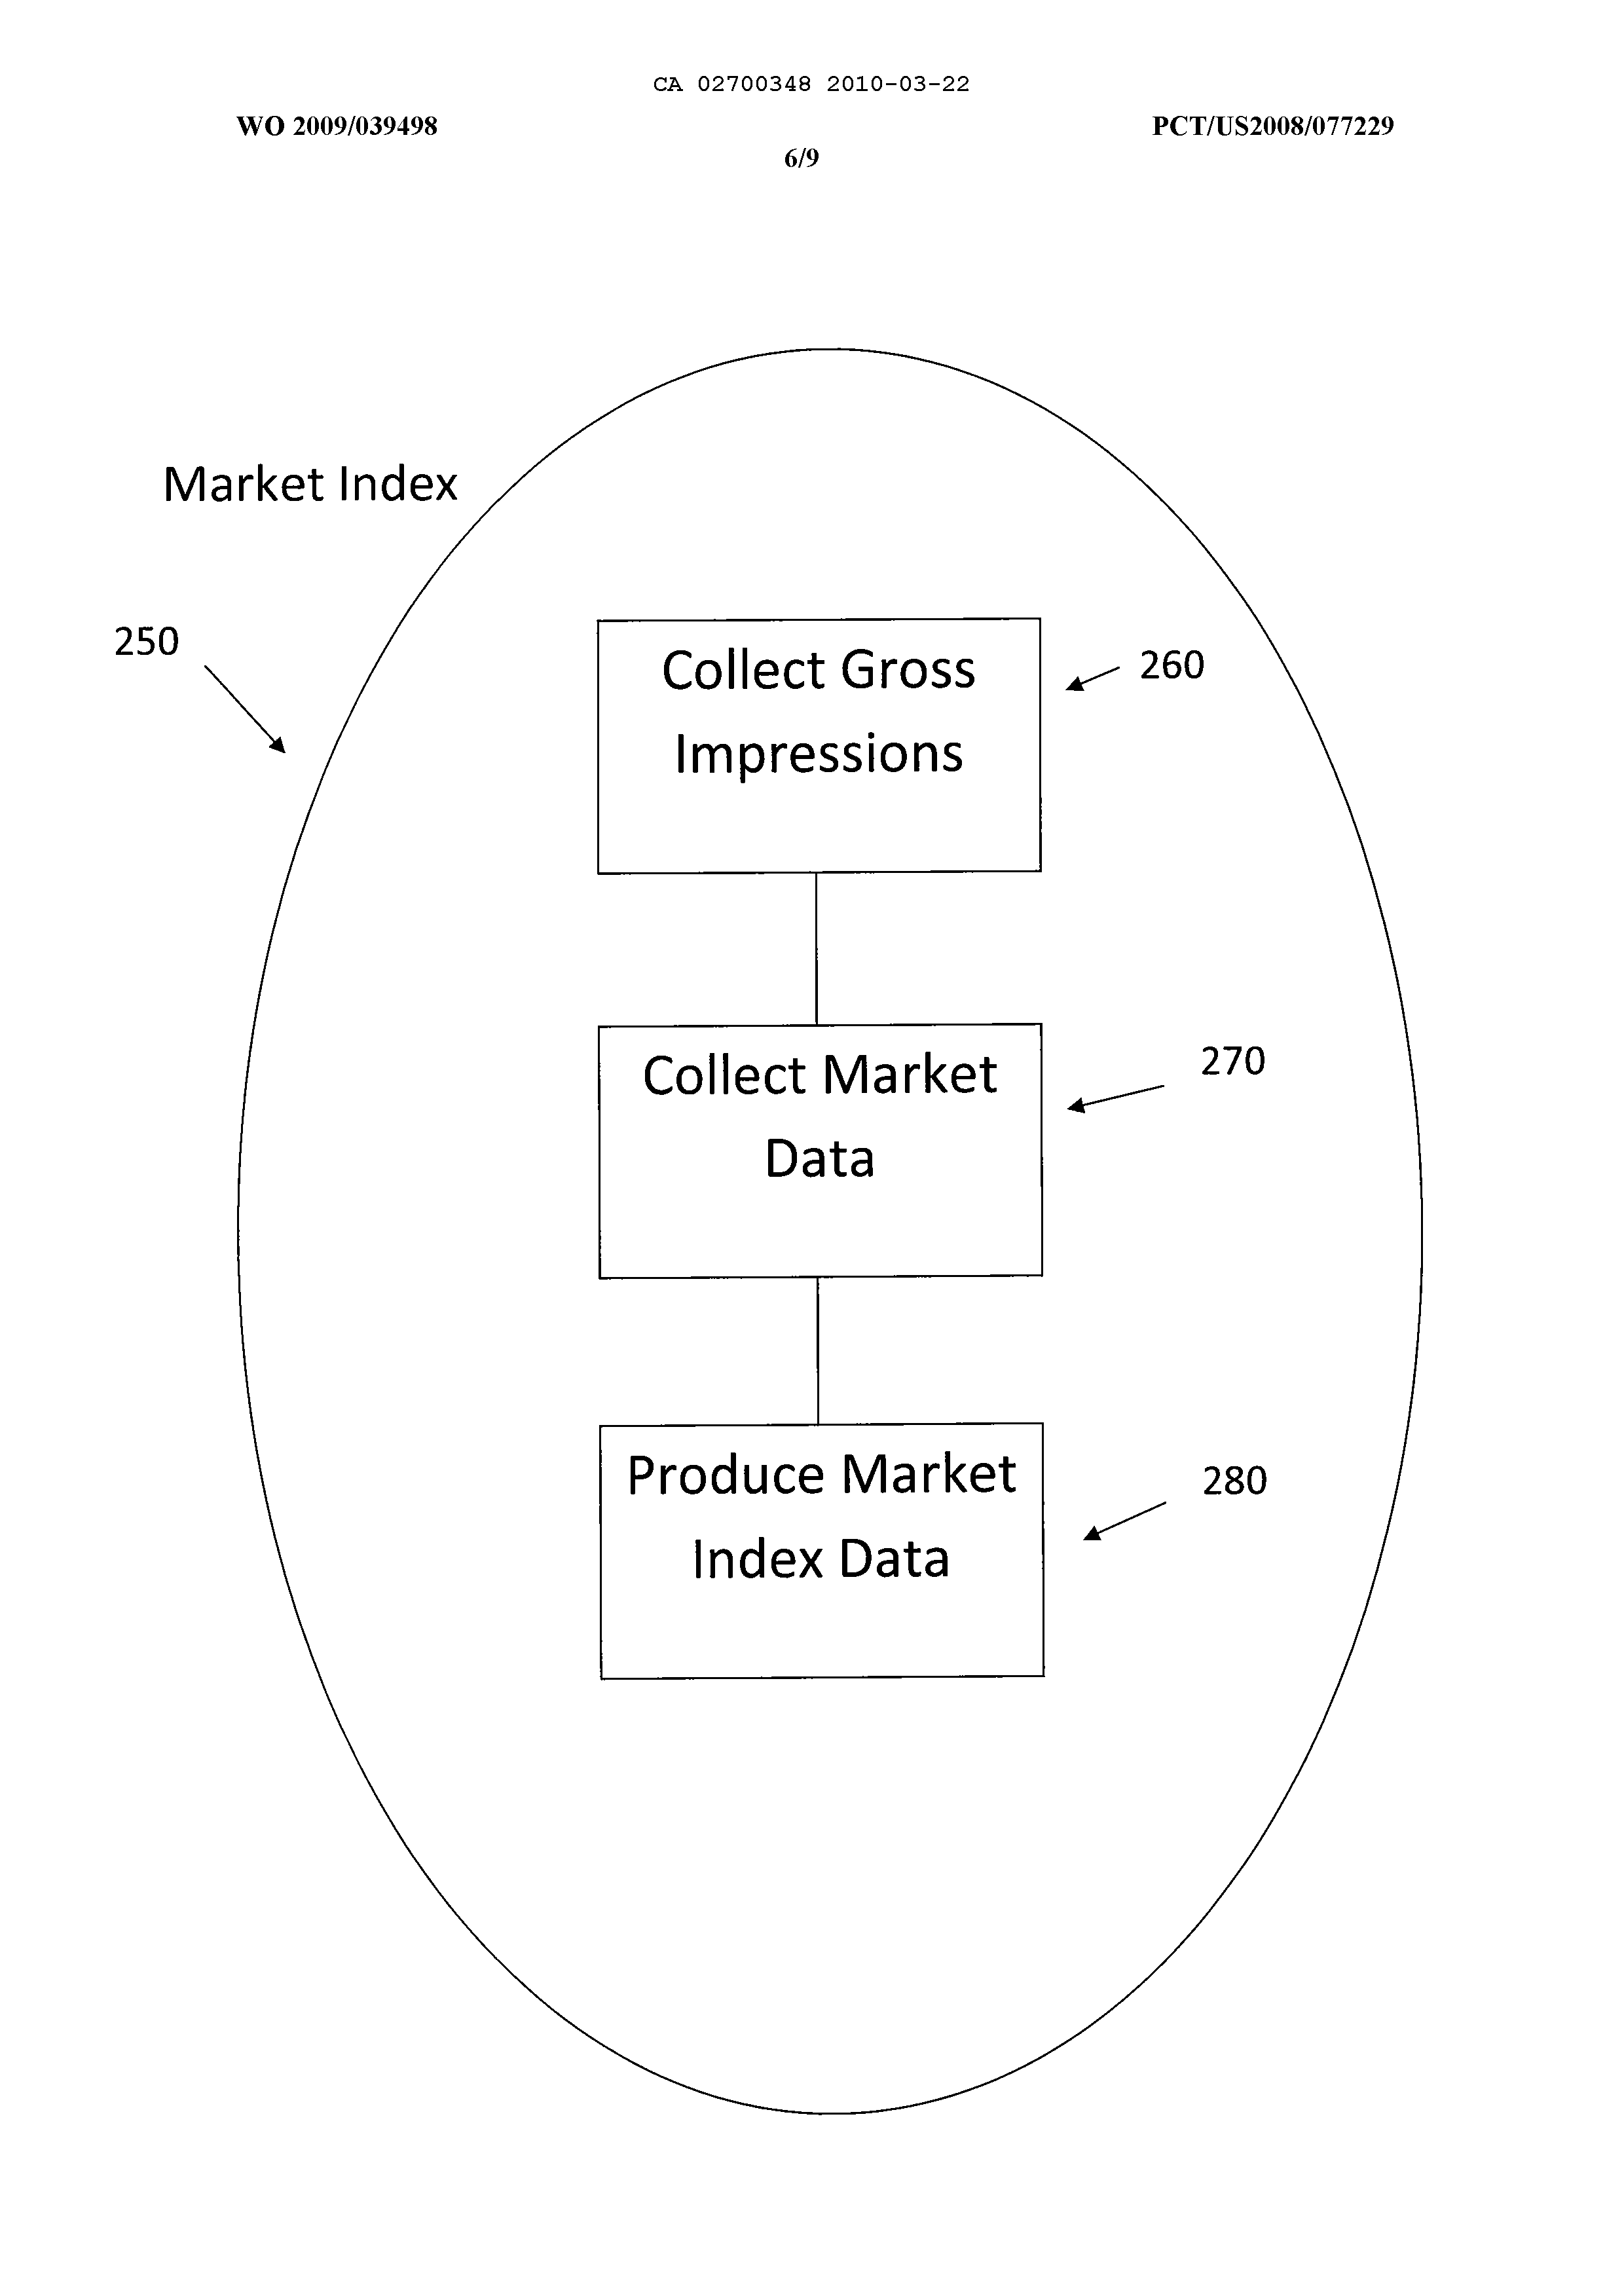 CA 02700348 2010-03-22
WO 2009/039498
PCT/US2008/077229
6/9
Market Index
250
Collect Gross
Impressions
260
Collect Market
Data
270
Produce Market
Index Data
280